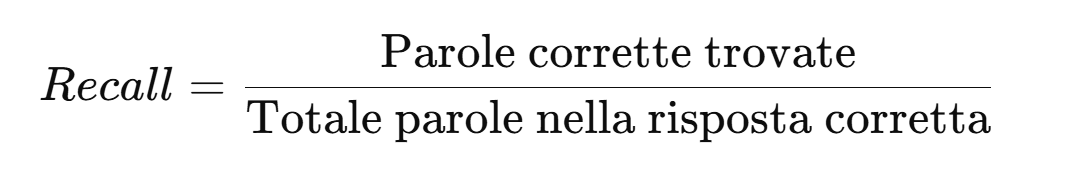 Recall = Parole corrette trovate
Totale parole nella risposta corretta